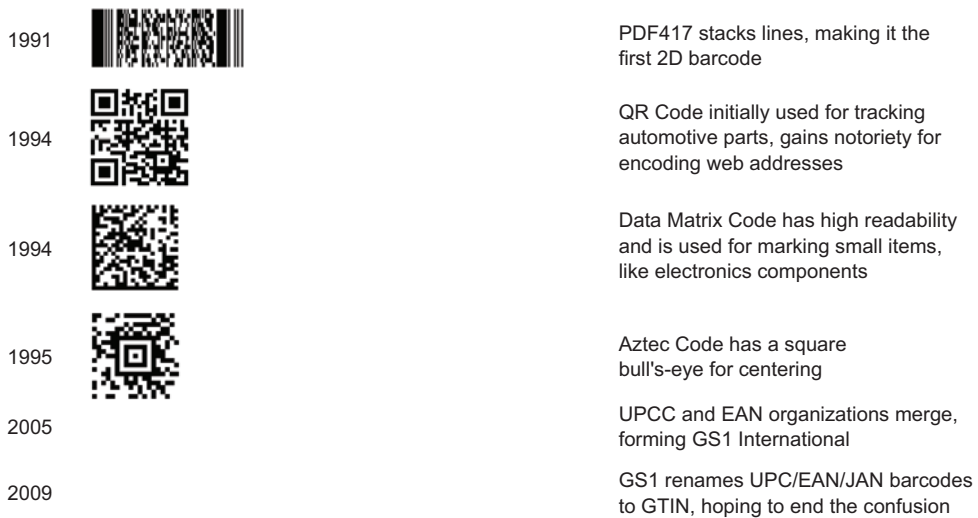 1991
PDF417 stacks lines, making it the
first 2D barcode
1994
QR Code initially used for tracking
automotive parts, gains notoriety for
encoding web addresses
1994
Data Matrix Code has high readability
and is used for marking small items,
like electronics components
1995
Aztec Code has a square
bull's-eye for centering
2005
UPCC and EAN organizations merge,
forming GS1 International
2009
GS1 renames UPC/EAN/JAN barcodes
to GTIN, hoping to end the confusion